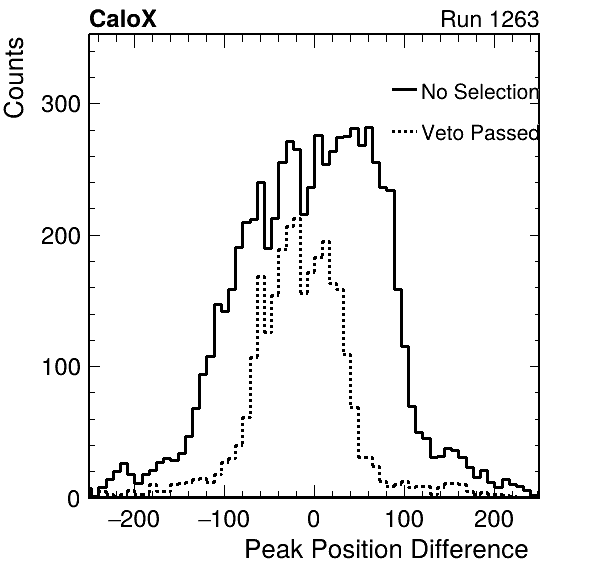 CaloX Run 1263
Counts
No Selection
Veto Passed
300
200
100
0
−200 −100 0 100 200
Peak Position Difference